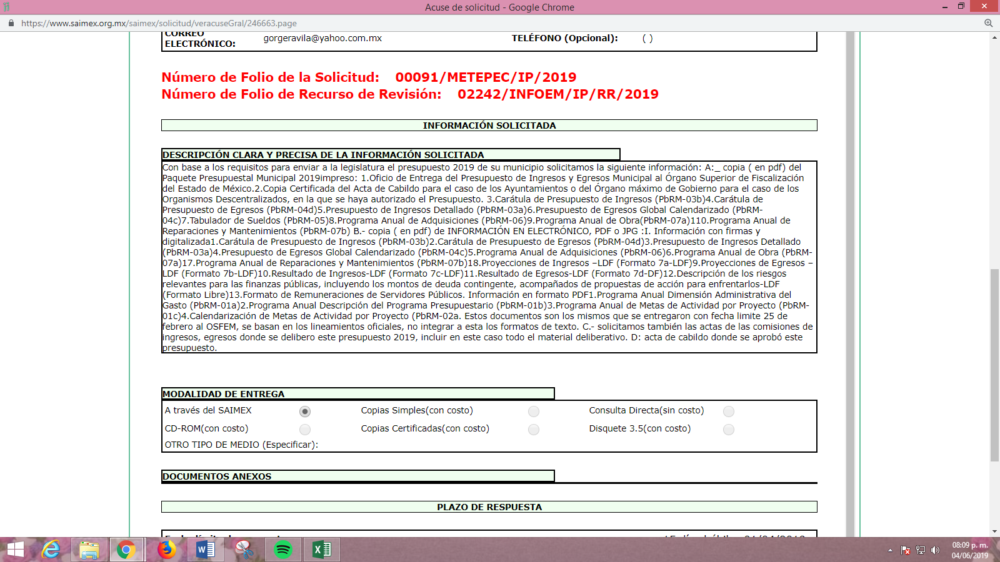 Acuse de solicitud - Google Chrome
https://www.saimex.org.mx/saimex/solicitud/veracuseGral/246663.page
CORREO
ELECTRÓNICO: gorgeravila@yahoo.com.mx TELÉFONO (Opcional): ( )
Número de Folio de la Solicitud: 00091/METEPEC/IP/2019
Número de Folio de Recurso de Revisión: 02242/INFOEM/IP/RR/2019
INFORMACIÓN SOLICITADA
DESCRIPCIÓN CLARA Y PRECISA DE LA INFORMACIÓN SOLICITADA
Con base a los requisitos para enviar a la legislatura el presupuesto 2019 de su municipio solicitamos la siguiente información: A:_ copia ( en pdf) del
Paquete Presupuestal Municipal 2019impreso: 1.Oficio de Entrega del Presupuesto de Ingresos y Egresos Municipal al Órgano Superior de Fiscalización
del Estado de México.2.Copia Certificada del Acta de Cabildo para el caso de los Ayuntamientos o del Órgano máximo de Gobierno para el caso de los
Organismos Descentralizados, en la que se haya autorizado el Presupuesto. 3.Carátula de Presupuesto de Ingresos (PbRM-03b)4.Carátula de
Presupuesto de Egresos (PbRM-04d)5.Presupuesto de Ingresos Detallado (PbRM-03a)6.Presupuesto de Egresos Global Calendarizado (PbRM-
04c)7.Tabulador de Sueldos (PbRM-05)8.Programa Anual de Adquisiciones (PbRM-06)9.Programa Anual de Obra(PbRM-07a)110.Programa Anual de
Reparaciones y Mantenimientos (PbRM-07b) B.- copia ( en pdf) de INFORMACIÓN EN ELECTRÓNICO, PDF o JPG :I. Información con firmas y
digitalizada1.Carátula de Presupuesto de Ingresos (PbRM-03b)2.Carátula de Presupuesto de Egresos (PbRM-04d)3.Presupuesto de Ingresos Detallado
(PbRM-03a)4.Presupuesto de Egresos Global Calendarizado (PbRM-04c)5.Programa Anual de Adquisiciones (PbRM-06)6.Programa Anual de Obra (PbRM-
07a)17.Programa Anual de Reparaciones y Mantenimientos (PbRM-07b)18.Proyecciones de Ingresos –LDF (Formato 7a-LDF)9.Proyecciones de Egresos –
LDF (Formato 7b-LDF)10.Resultado de Ingresos-LDF (Formato 7c-LDF)11.Resultado de Egresos-LDF (Formato 7d-DF)12.Descripción de los riesgos
relevantes para las finanzas públicas, incluyendo los montos de deuda contingente, acompañados de propuestas de acción para enfrentarlos-LDF
(Formato Libre)13.Formato de Remuneraciones de Servidores Públicos. Información en formato PDF1.Programa Anual Dimensión Administrativa del
Gasto (PbRM-01a)2.Programa Anual Descripción del Programa Presupuestario (PbRM-01b)3.Programa Anual de Metas de Actividad por Proyecto (PbRM-
01c)4.Calendarización de Metas de Actividad por Proyecto (PbRM-02a. Estos documentos son los mismos que se entregaron con fecha limite 25 de
febrero al OSFEM, se basan en los lineamientos oficiales, no integrar a esta los formatos de texto. C.- solicitamos también las actas de las comisiones de
ingresos, egresos donde se delibero este presupuesto 2019, incluir en este caso todo el material deliberativo. D: acta de cabildo donde se aprobó este
presupuesto.
MODALIDAD DE ENTREGA
A través del SAIMEX Copias Simples(con costo) Consulta Directa(sin costo)
CD-ROM(con costo) Copias Certificadas(con costo) Disquete 3.5(con costo)
OTRO TIPO DE MEDIO (Especificar):
DOCUMENTOS ANEXOS
PLAZO DE RESPUESTA
08:09 p. m.
04/06/2019